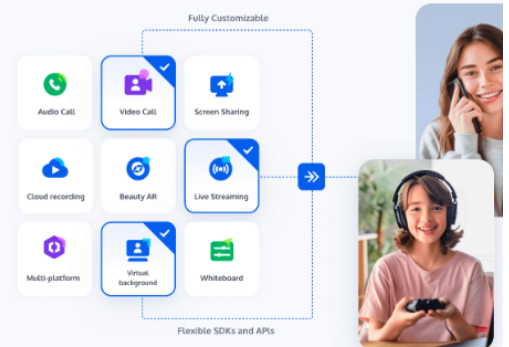 Fully Customizable
Audio Call
Video Call
Screen Sharing
Cloud recording
Beauty AR
Live Streaming
Multi-platform
Virtual
background
Whiteboard
Flexible SDKs and APIs